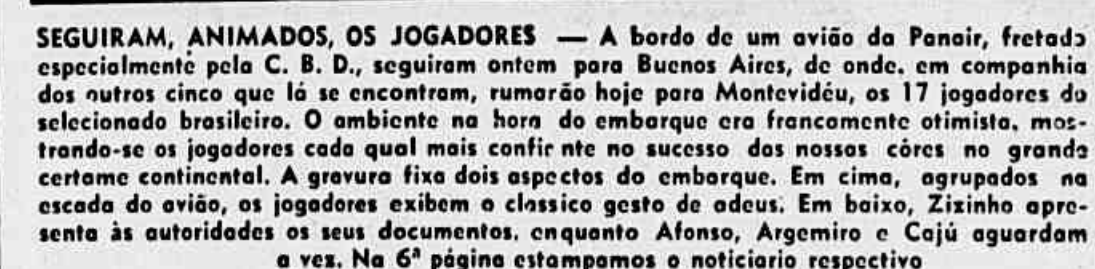 SEGUIRAM, ANIMADOS, OS JOGADORES — A bordo de um avião da Panair, fretado
especialmente pela C. B. D., seguiram ontem para Buenos Aires, de onde, em companhia
dos outros cinco que lá se encontram, rumarão hoje para Montevidéu, os 17 jogadores do
selecionado brasileiro. O ambiente na hora do embarque era francamente otimista, mos-
trando-se os jogadores cada qual mais confiante no sucesso das nossas côres no grande
certame continental. A gravura fixa dois aspectos do embarque. Em cima, agrupados na
escada do avião, os jogadores exibem o classico gesto de adeus. Em baixo, Zizinho apre-
senta às autoridades os seus documentos, enquanto Afonso, Argemiro e Cajú aguardam
a vez. Na 6ª página estampamos o noticiario respectivo